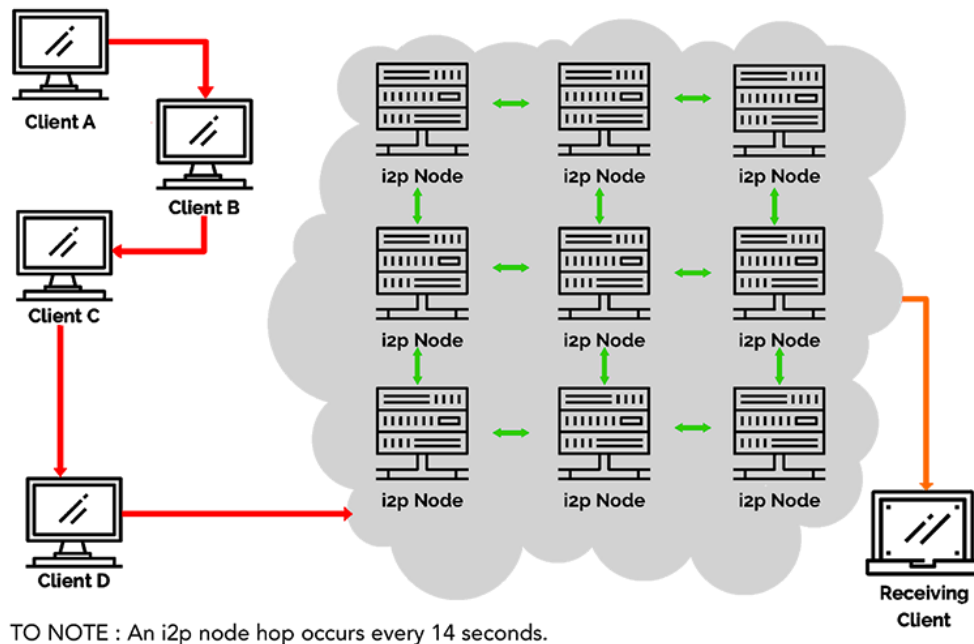 Client A
Client B
Client C
Client D
i2p Node
i2p Node
i2p Node
i2p Node
i2p Node
i2p Node
i2p Node
i2p Node
i2p Node
Receiving
Client
TO NOTE : An i2p node hop occurs every 14 seconds.